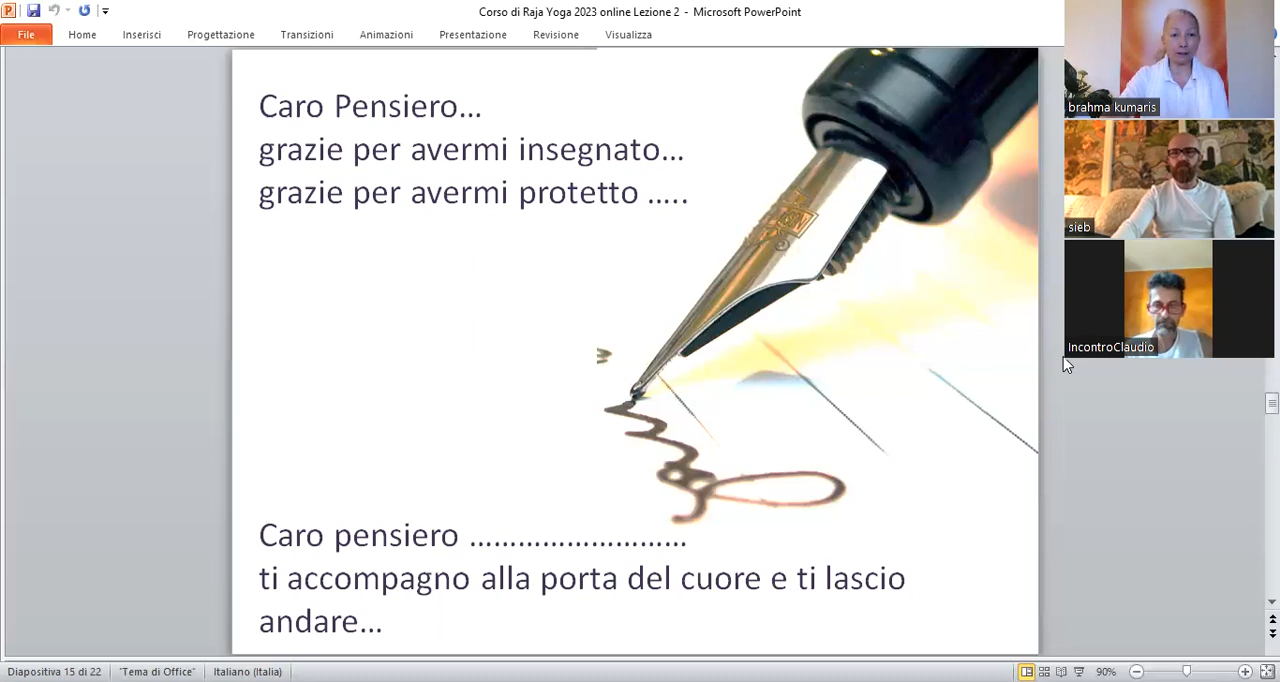 Corso di Raja Yoga 2023 online Lezione 2 - Microsoft PowerPoint
File Home Inserisci Progettazione Transizioni Animazioni Presentazione Revisione Visualizza
Caro Pensiero...
grazie per avermi insegnato...
grazie per avermi protetto .....
Caro pensiero ...........................
ti accompagno alla porta del cuore e ti lascio
andare...
brahma kumaris
sieb
IncontroClaudio
Diapositiva 15 di 22 "Tema di Office" Italiano (Italia) 90%